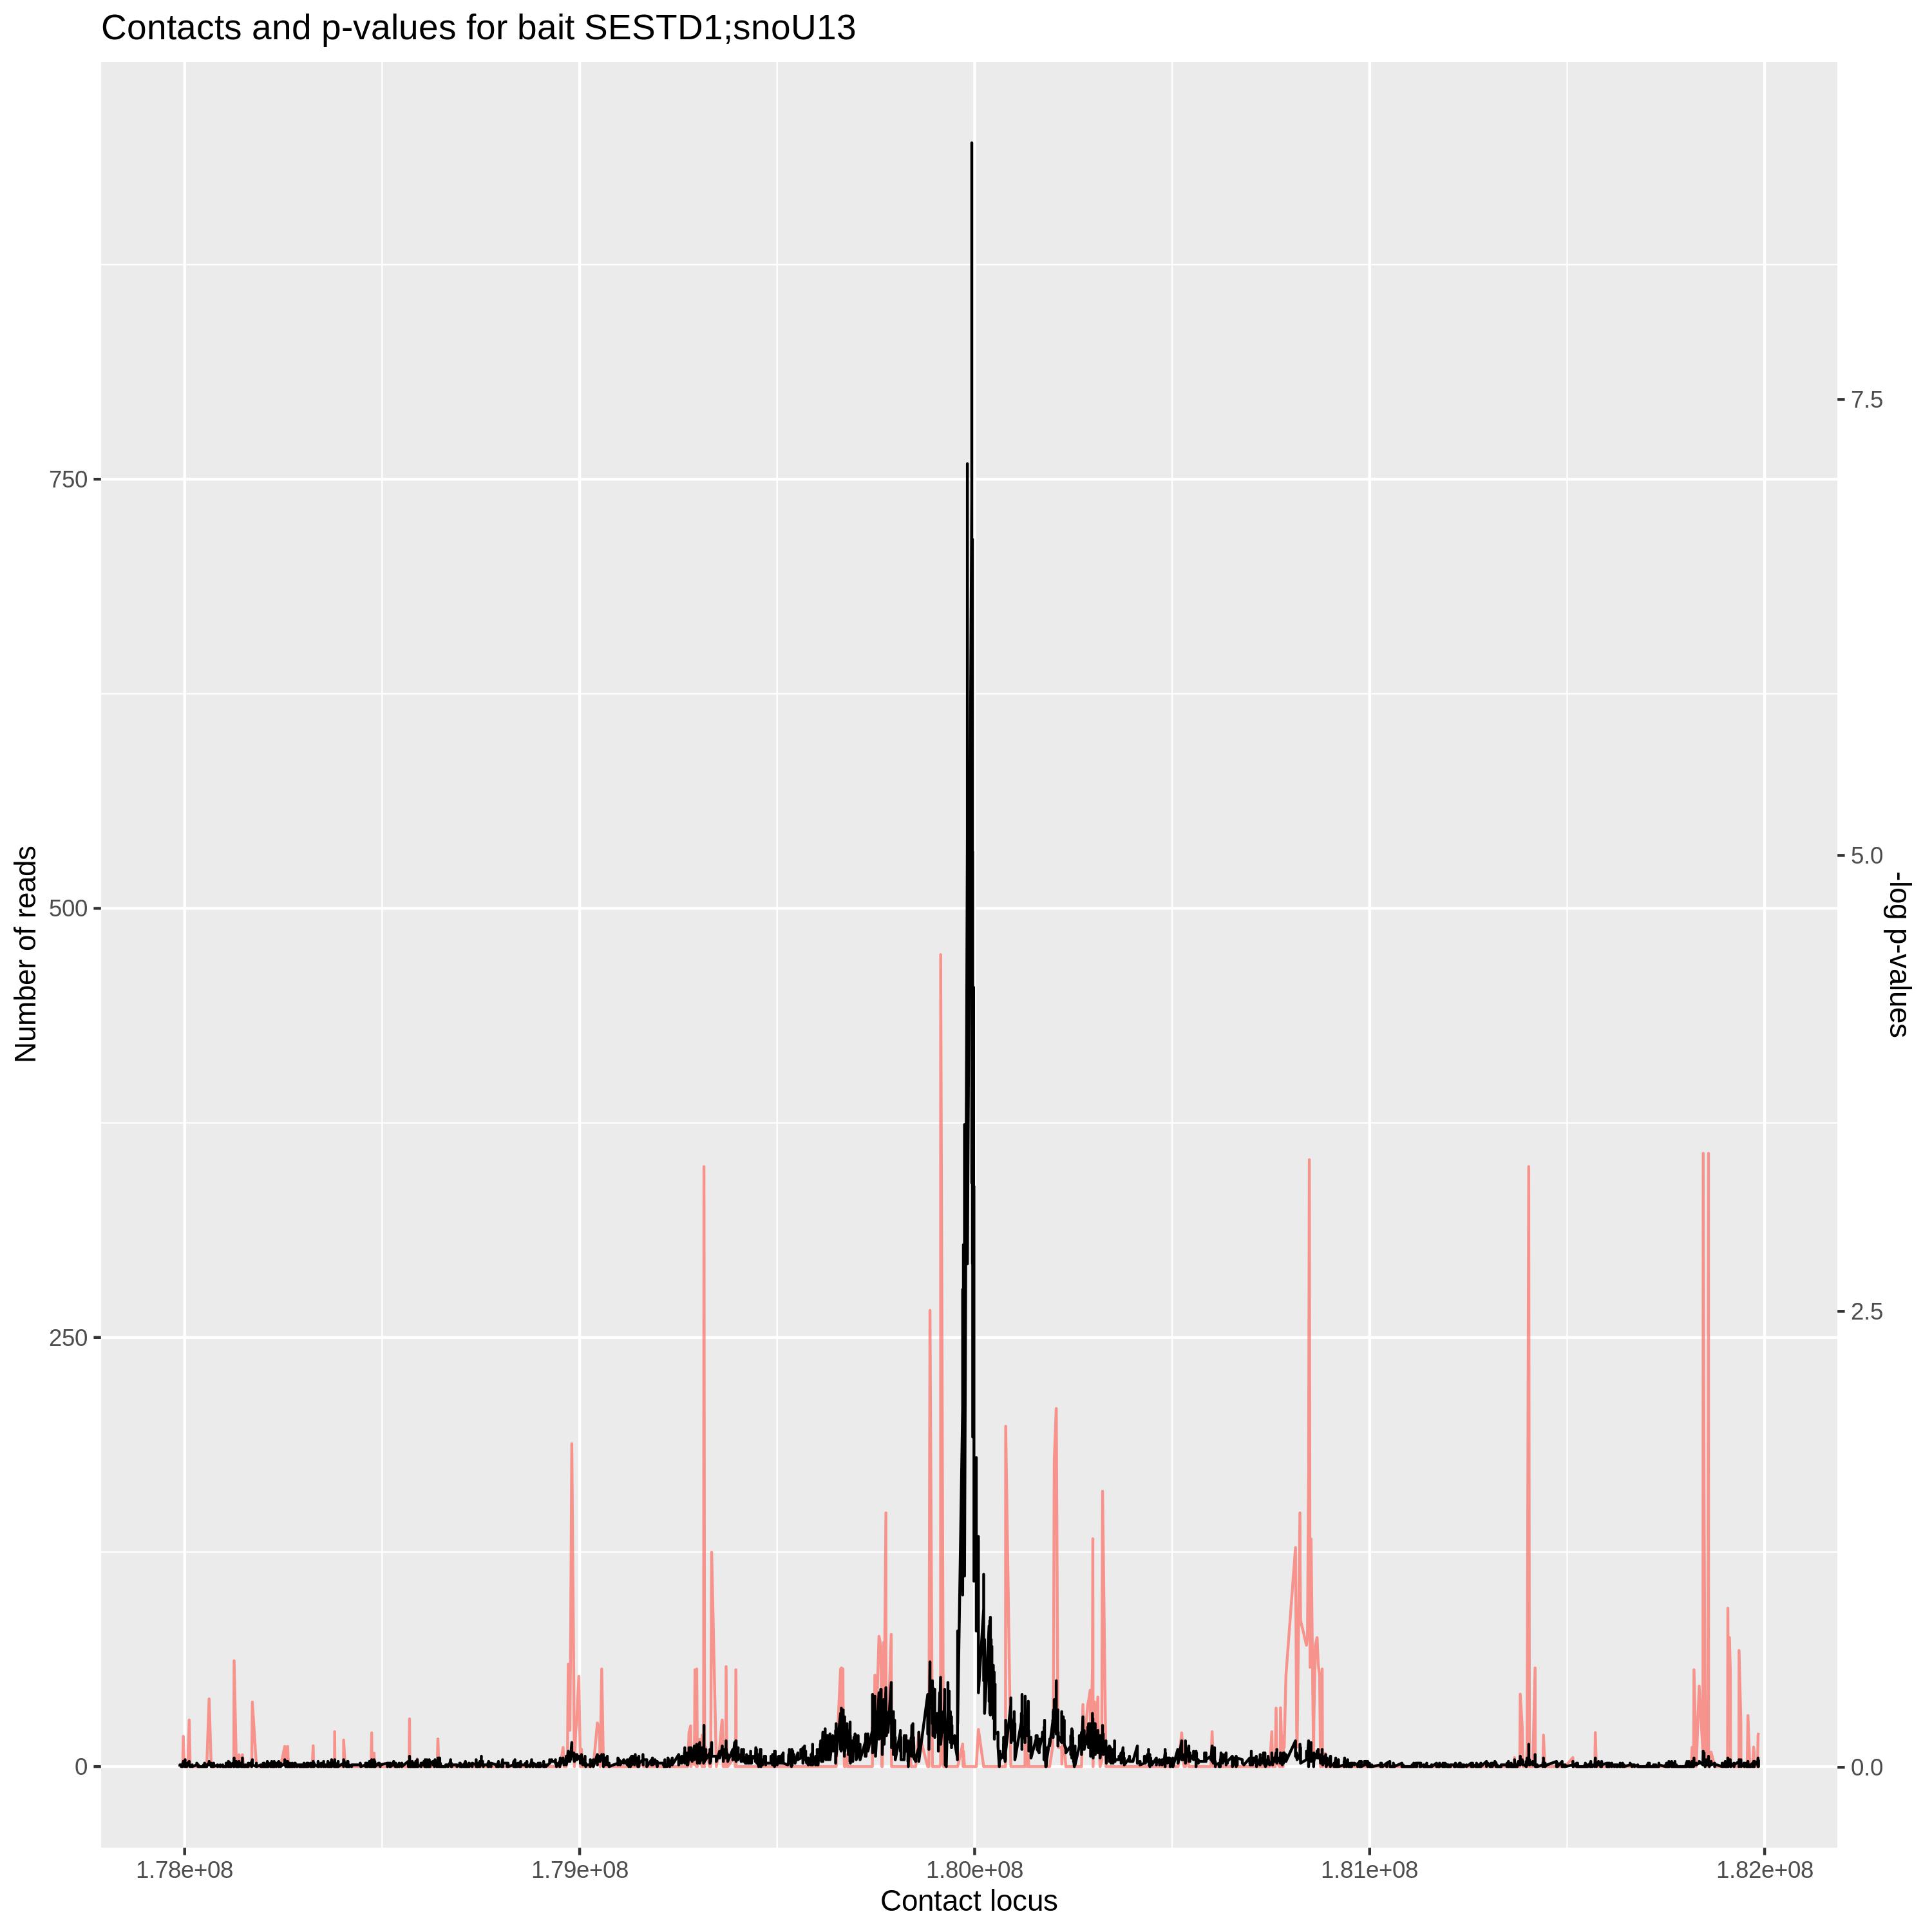 Contacts and p-values for bait SESTD1;snoU13
Number of reads
750
500
250
0
7.5
5.0
2.5
0.0
-log p-values
1.78e+08 1.79e+08 1.80e+08 1.81e+08 1.82e+08
Contact locus